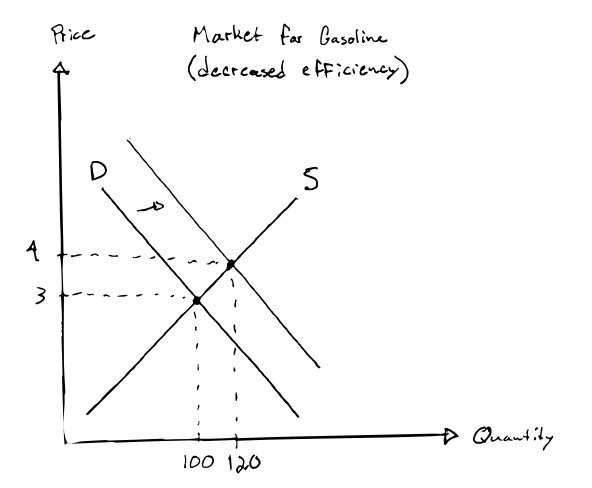 Price
Market for Gasoline
(decreased efficiency)
D
S
4
3
Quantity
100 120